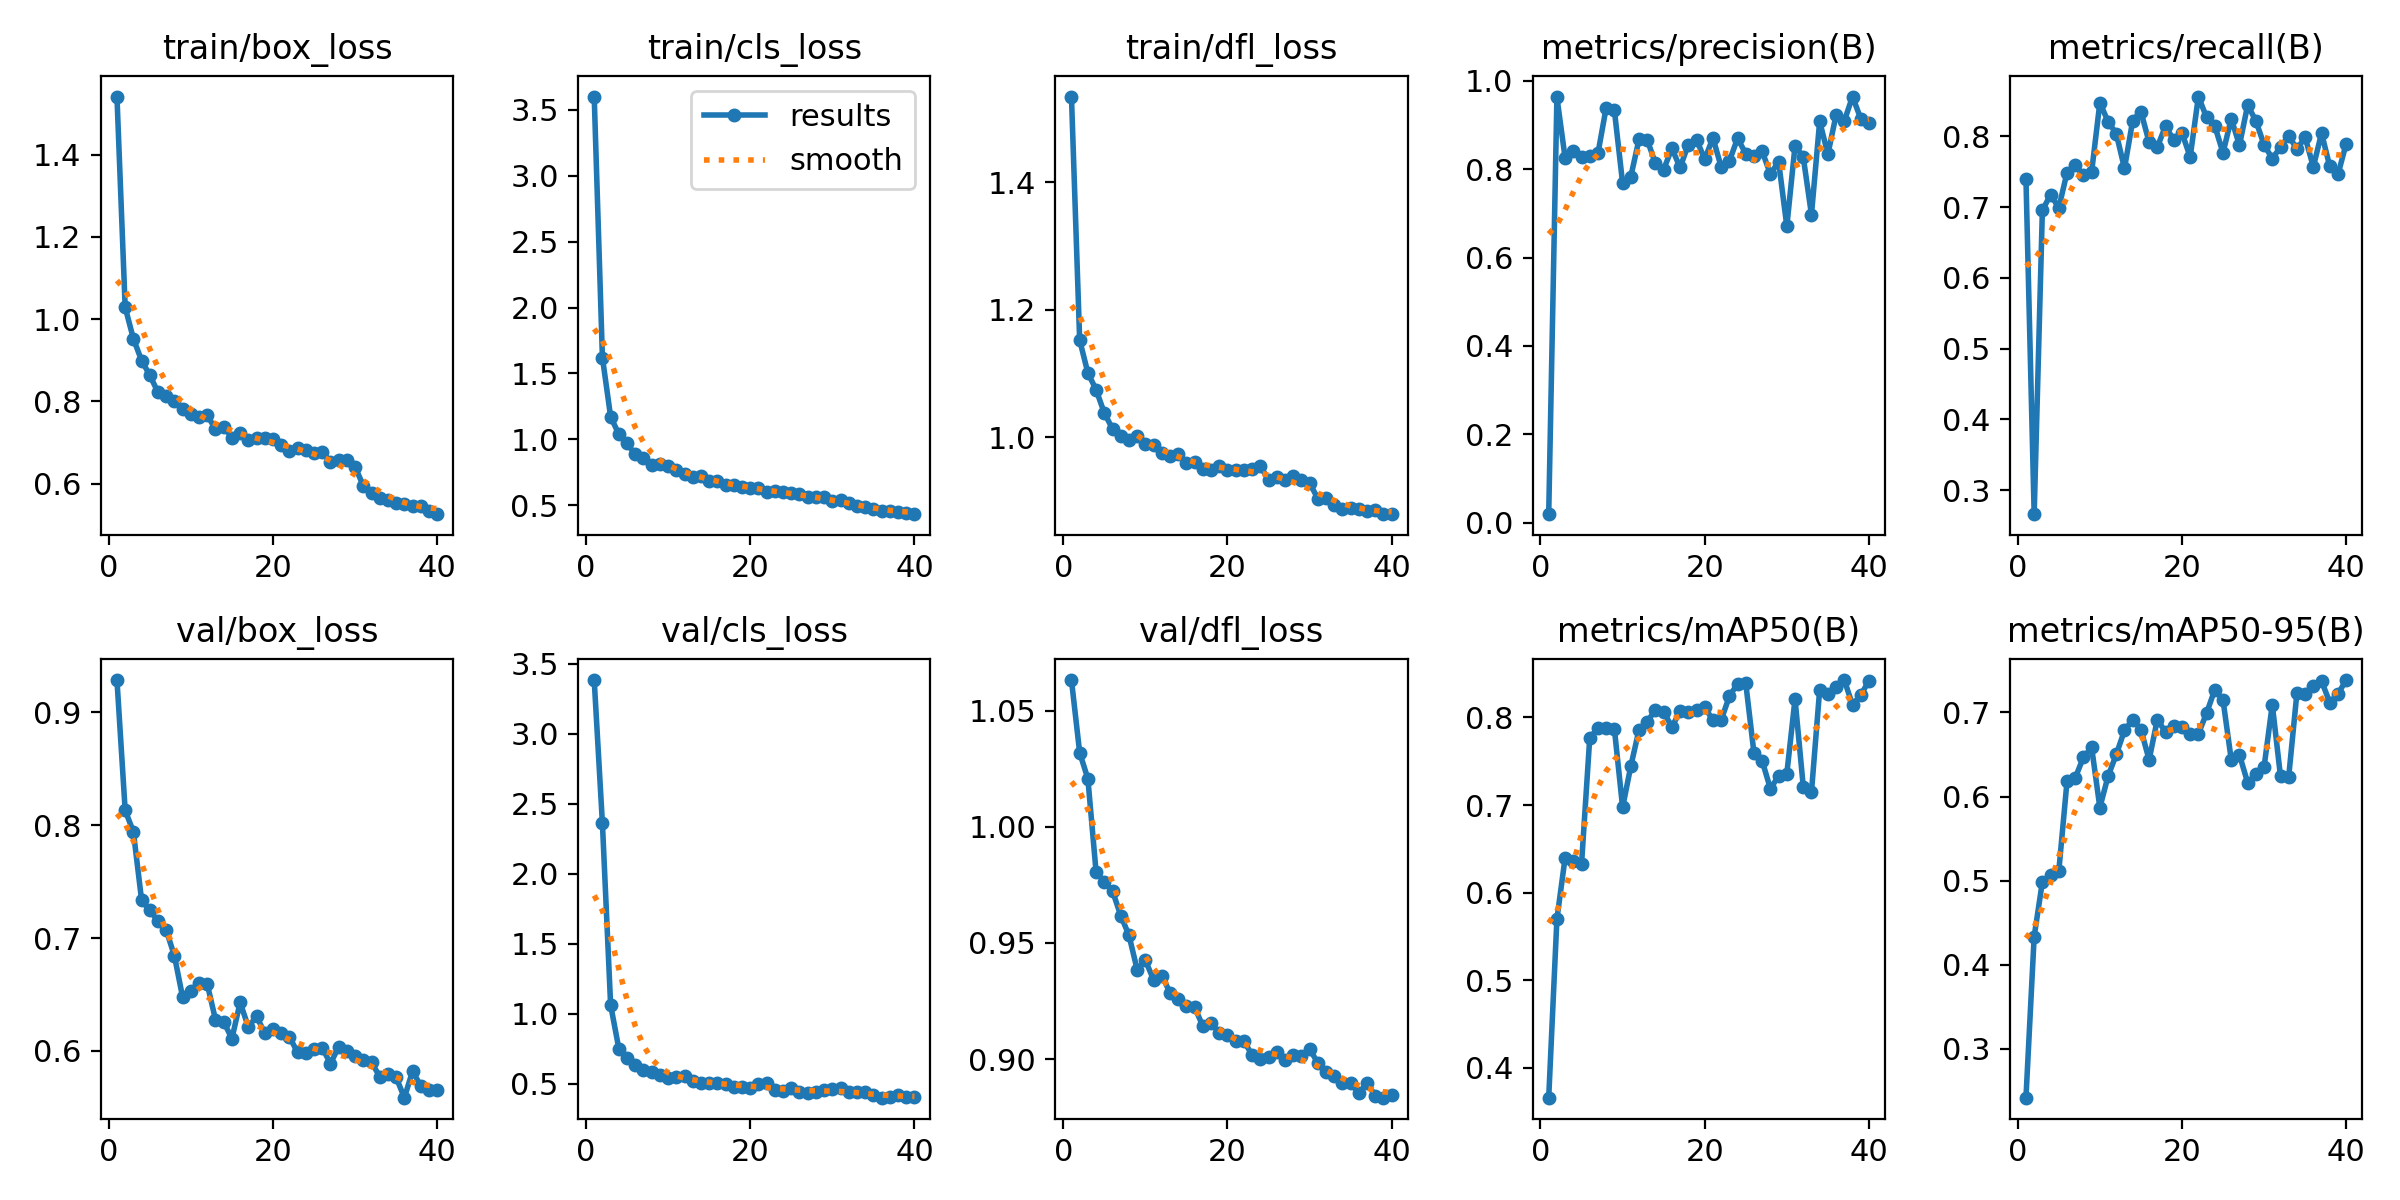 train/box_loss
1.4
1.2
1.0
0.8
0.6
0 20 40
train/cls_loss
results
smooth
3.5
3.0
2.5
2.0
1.5
1.0
0.5
0 20 40
train/dfl_loss
1.4
1.2
1.0
0 20 40
metrics/precision(B)
1.0
0.8
0.6
0.4
0.2
0.0
0 20 40
metrics/recall(B)
0.8
0.7
0.6
0.5
0.4
0.3
0 20 40
val/box_loss
0.9
0.8
0.7
0.6
0 20 40
val/cls_loss
3.5
3.0
2.5
2.0
1.5
1.0
0.5
0 20 40
val/dfl_loss
1.05
1.00
0.95
0.90
0 20 40
metrics/mAP50(B)
0.8
0.7
0.6
0.5
0.4
0 20 40
metrics/mAP50-95(B)
0.7
0.6
0.5
0.4
0.3
0 20 40